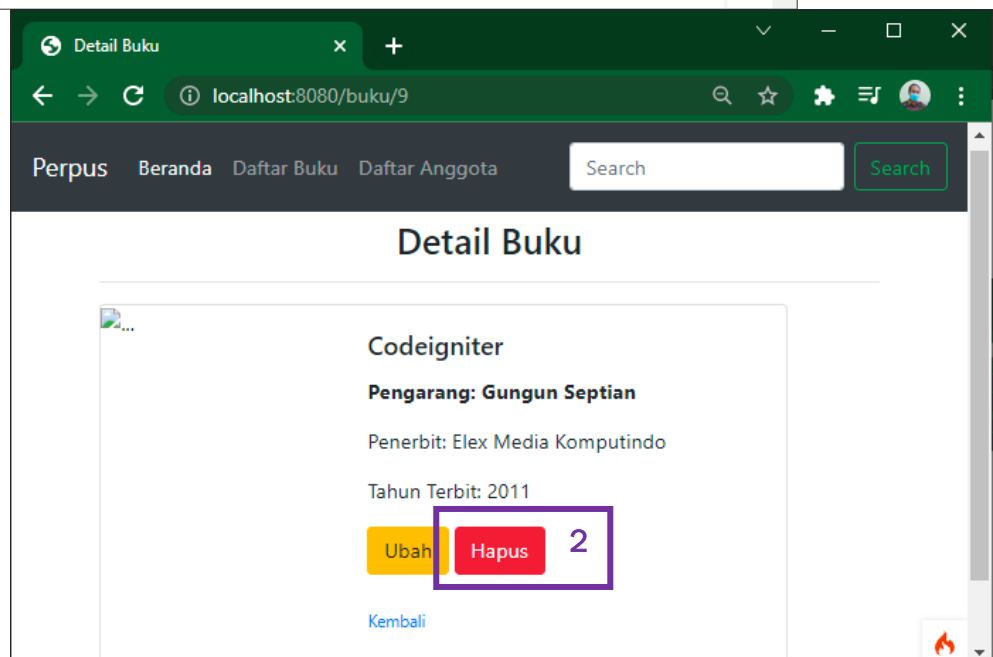 Detail Buku
localhost:8080/buku/9
Perpus Beranda Daftar Buku Daftar Anggota Search Search
Detail Buku
...
Codeigniter
Pengarang: Gungun Septian
Penerbit: Elex Media Komputindo
Tahun Terbit: 2011
Ubah Hapus 2
Kembali